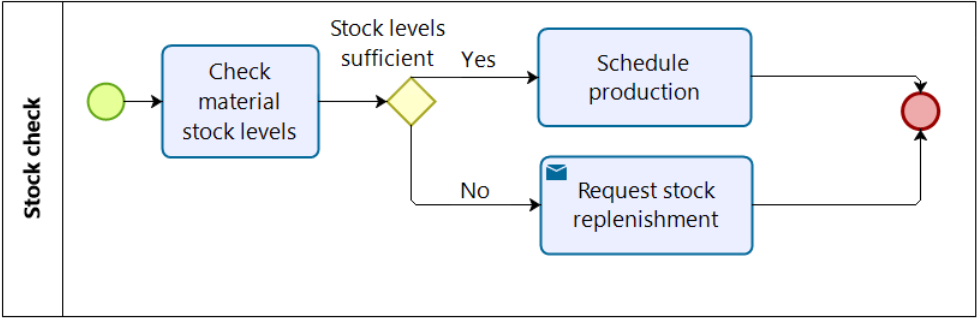 Stock check
Check
material
stock levels
Stock levels
sufficient
Yes
No
Schedule
production
Request stock
replenishment